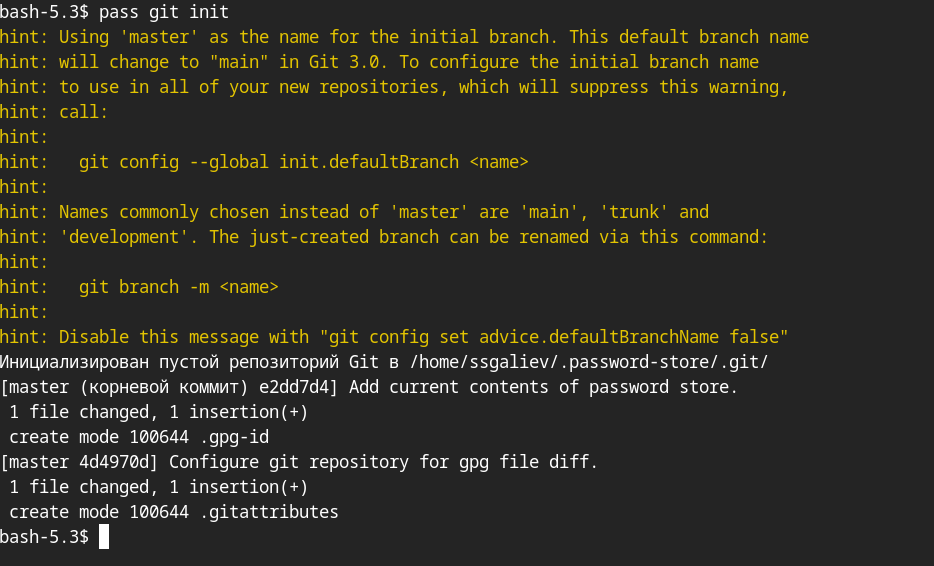 bash-5.3$ pass git init
hint: Using 'master' as the name for the initial branch. This default branch name
hint: will change to "main" in Git 3.0. To configure the initial branch name
hint: to use in all of your new repositories, which will suppress this warning,
hint: call:
hint:
hint:   git config --global init.defaultBranch <name>
hint:
hint: Names commonly chosen instead of 'master' are 'main', 'trunk' and
hint: 'development'. The just-created branch can be renamed via this command:
hint:
hint:   git branch -m <name>
hint:
hint: Disable this message with "git config set advice.defaultBranchName false"
Инициализирован пустой репозиторий Git в /home/ssgaliev/.password-store/.git/
[master (корневой коммит) e2dd7d4] Add current contents of password store.
 1 file changed, 1 insertion(+)
 create mode 100644 .gpg-id
[master 4d4970d] Configure git repository for gpg file diff.
 1 file changed, 1 insertion(+)
 create mode 100644 .gitattributes
bash-5.3$